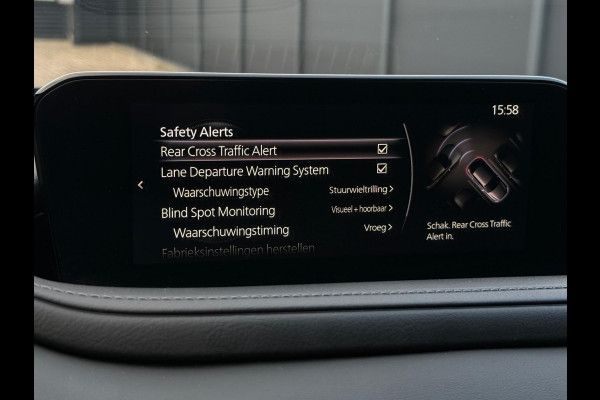 15:58
Safety Alerts
Rear Cross Traffic Alert
Lane Departure Warning System
Waarschuwingstype Stuurwieltrilling
Blind Spot Monitoring Visueel + hoorbaar
Waarschuwingstiming Vroeg
Fabrieksinstellingen herstellen
Schak. Rear Cross Traffic
Alert in.